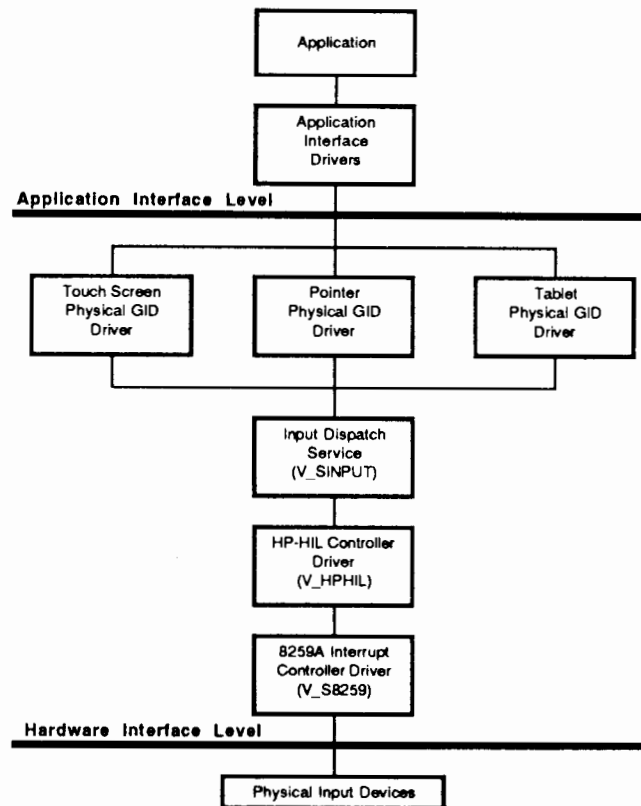 Application
Application
Interface
Drivers
Application Interface Level
Touch Screen
Physical GID
Driver
Pointer
Physical GID
Driver
Tablet
Physical GID
Driver
Input Dispatch
Service
(V_SINPUT)
HP-HIL Controller
Driver
(V_HPHIL)
8259A Interrupt
Controller Driver
(V_S8259)
Hardware Interface Level
Physical Input Devices